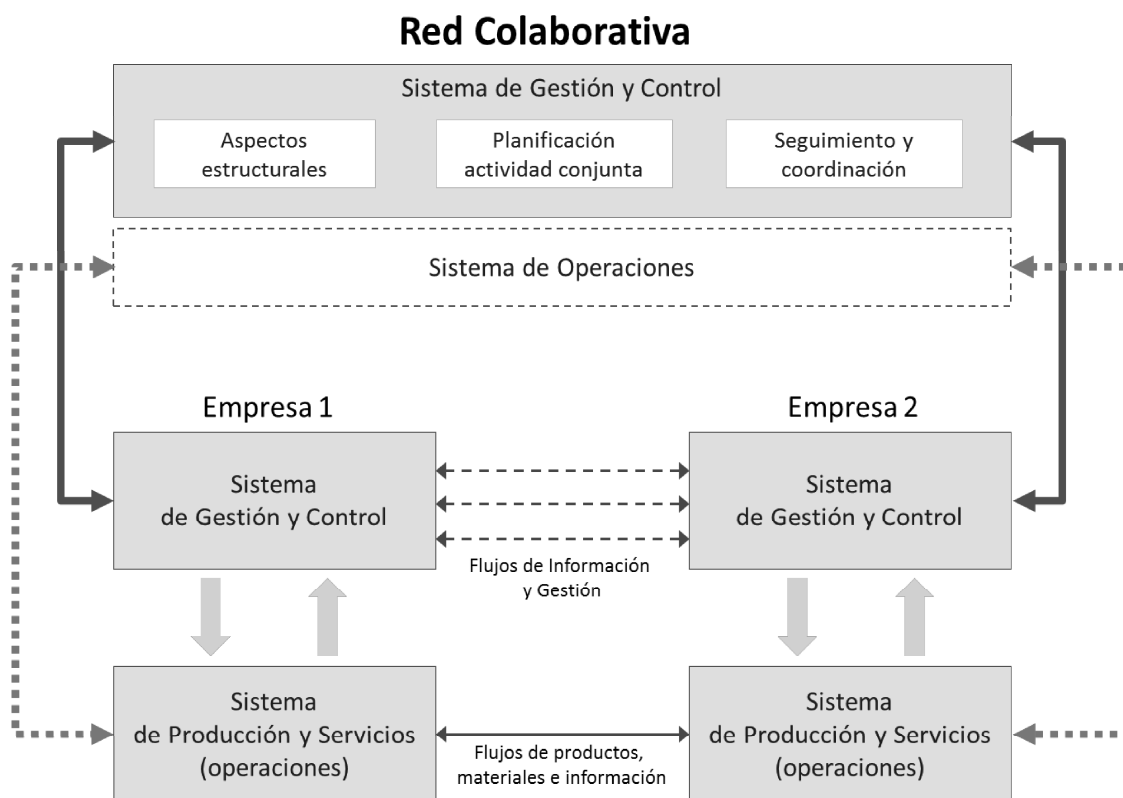 Red Colaborativa
Sistema de Gestión y Control
Aspectos
estructurales
Planificación
actividad conjunta
Seguimiento y
coordinación
Sistema de Operaciones
Empresa 1
Empresa 2
Sistema
de Gestión y Control
Flujos de Información
y Gestión
Sistema
de Gestión y Control
Sistema
de Producción y Servicios
(operaciones)
Flujos de productos,
materiales e información
Sistema
de Producción y Servicios
(operaciones)